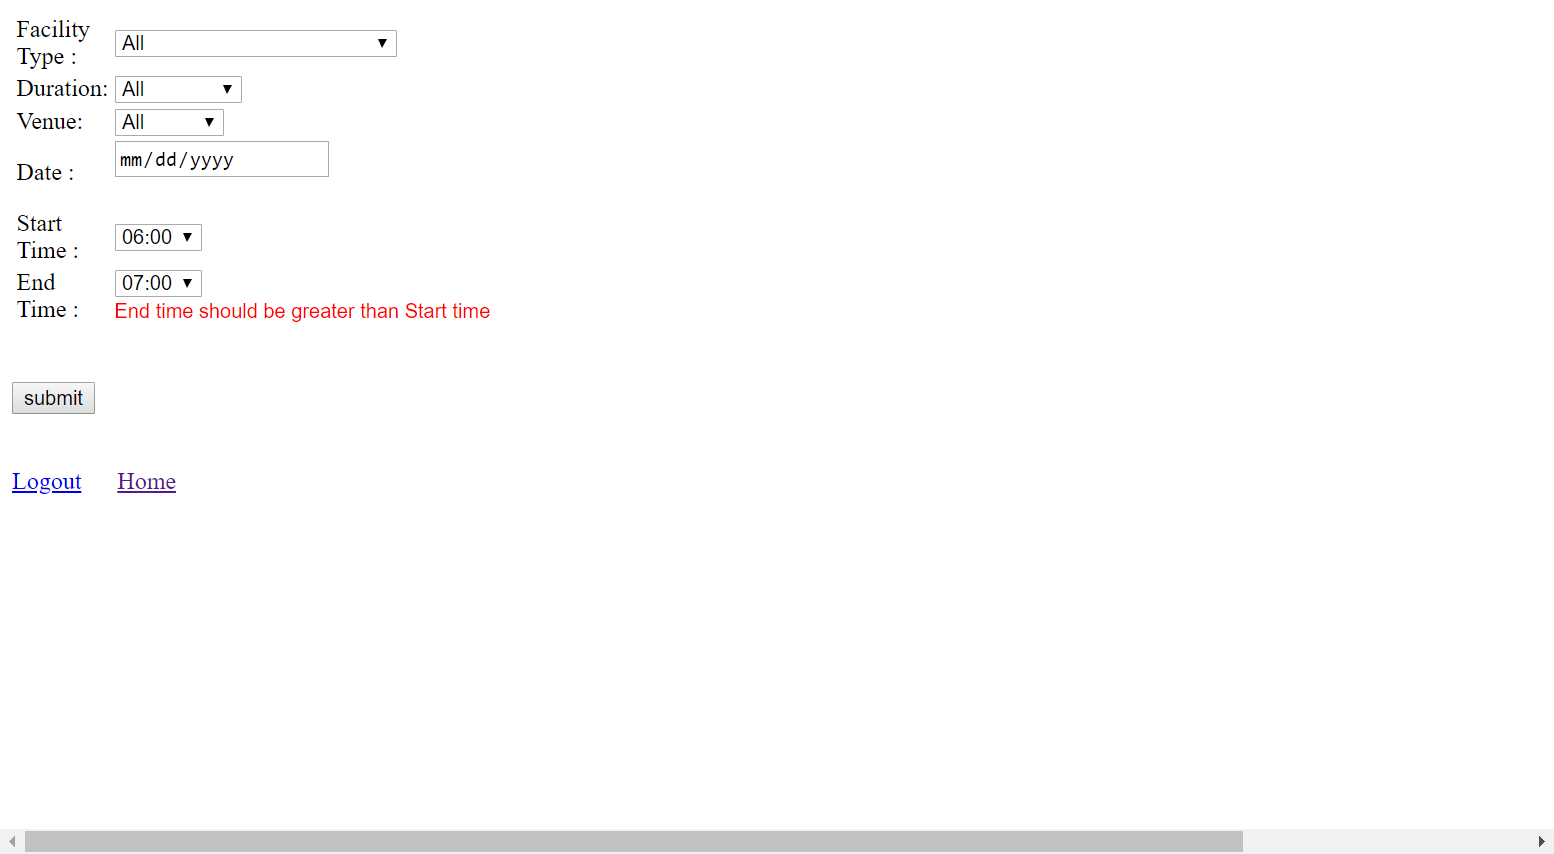 Facility
Type :
All
Duration:
All
Venue:
All
Date :
mm/dd/yyyy
Start
Time :
06:00
End
Time :
07:00
End time should be greater than Start time
submit
Logout Home